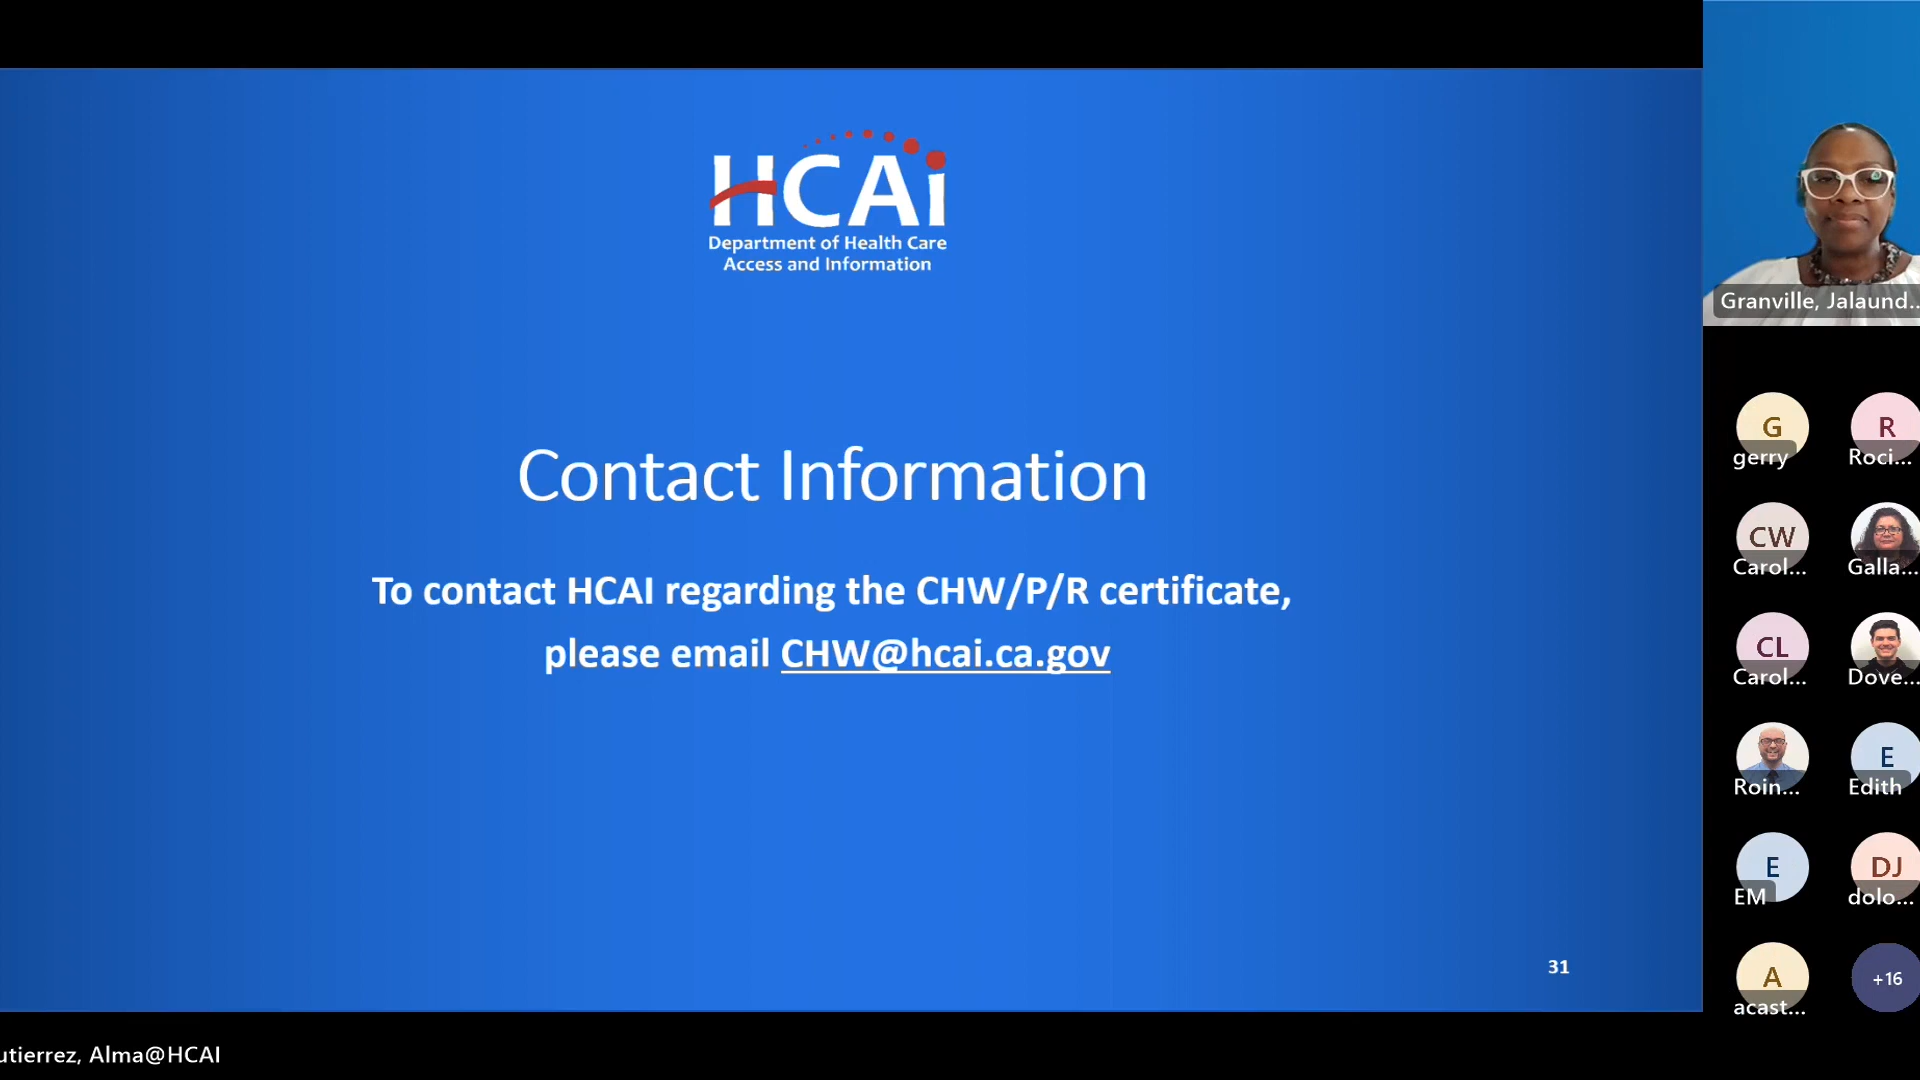 HCAi
Department of Health Care
Access and Information
Contact Information
To contact HCAI regarding the CHW/P/R certificate,
please email CHW@hcai.ca.gov
31
Granville, Jalaund...
G
gerry
R
Roci...
CW
Carol...
Galla...
CL
Carol...
Dove...
Roin...
E
Edith
E
EM
DJ
dolo...
A
acast...
+16
utierrez, Alma@HCAI